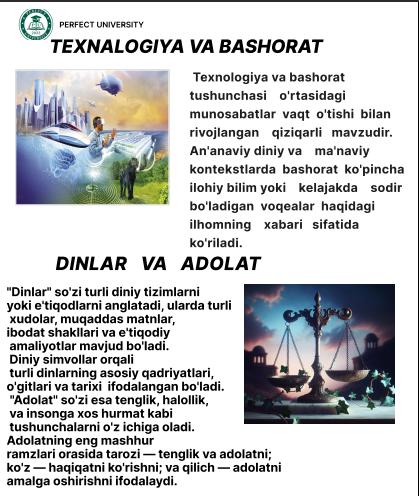 PERFECT UNIVERSITY
TEXNALOGIYA VA BASHORAT
Texnologiya va bashorat
tushunchasi o'rtasidagi
munosabatlar vaqt o'tishi bilan
rivojlangan qiziqarli mavzudir.
An'anaviy diniy va ma'naviy
kontekstlarda bashorat ko'pincha
ilohiy bilim yoki kelajakda sodir
bo'ladigan voqealar haqidagi
ilhomning xabari sifatida
ko'riladi.
DINLAR VA ADOLAT
"Dinlar" so'zi turli diniy tizimlarni
yoki e'tiqodlarni anglatadi, ularda turli
xudolar, muqaddas matnlar,
ibodat shakllari va e'tiqodiy
amaliyotlar mavjud bo'ladi.
Diniy simvollar orqali
turli dinlarning asosiy qadriyatlari,
o'gitlari va tarixi ifodalangan bo'ladi.
"Adolat" so'zi esa tenglik, halollik,
va insonga xos hurmat kabi
tushunchalarni o'z ichiga oladi.
Adolatning eng mashhur
ramzlari orasida tarozi — tenglik va adolatni;
ko'z — haqiqatni ko'rishni; va qilich — adolatni
amalga oshirishni ifodalaydi.